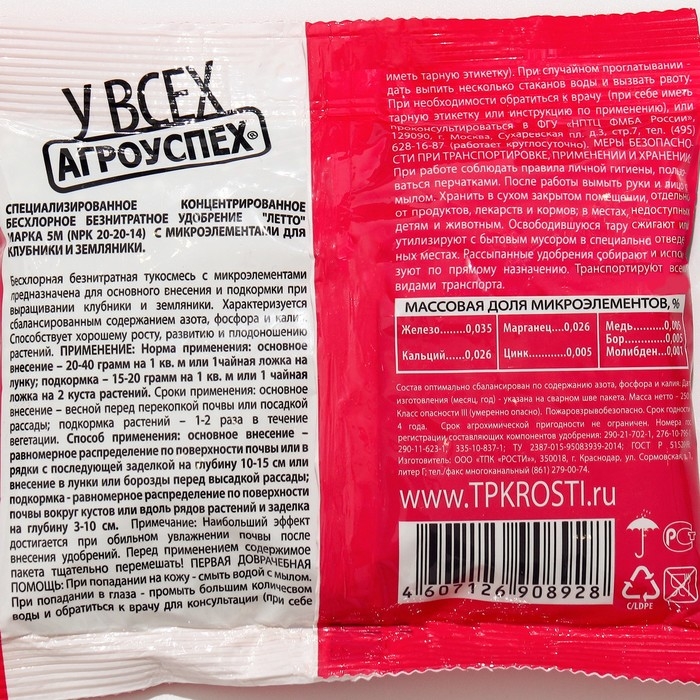 У ВСЕХ
АГРОУСПЕХ®
СПЕЦИАЛИЗИРОВАННОЕ КОНЦЕНТРИРОВАННОЕ
БЕСХЛОРНОЕ БЕЗНИТРАТНОЕ УДОБРЕНИЕ "ЛЕТТО"
МАРКА 5М (NPK 20-20-14) С МИКРОЭЛЕМЕНТАМИ ДЛЯ
КЛУБНИКИ И ЗЕМЛЯНИКИ.
Бесхлорная безнитратная тукосмесь с микроэлементами
предназначена для основного внесения и подкормки при
выращивании клубники и земляники. Характеризуется
сбалансированным содержанием азота, фосфора и калия.
Способствует хорошему росту, развитию и плодоношению
растений. ПРИМЕНЕНИЕ: Норма применения: основное
внесение – 20-40 грамм на 1 кв. м или 1чайная ложка на
лунку; подкормка – 15-20 грамм на 1 кв. м или 1 чайная
ложка на 2 куста растений. Сроки применения: основное
внесение – весной перед перекопкой почвы или посадкой
рассады; подкормка растений – 1-2 раза в течение
вегетации. Способ применения: основное внесение –
равномерное распределение по поверхности почвы или в
рядки с последующей заделкой на глубину 10-15 см или
внесение в лунки или борозды перед высадкой рассады;
подкормка - равномерное распределение по поверхности
почвы вокруг кустов или вдоль рядов растений и заделка
на глубину 3-10 см. Примечание: Наибольший эффект
достигается при обильном увлажнении почвы после
внесения удобрений. Перед применением содержимое
пакета тщательно перемешать! ПЕРВАЯ ДОВРАЧЕБНАЯ
ПОМОЩЬ: При попадании на кожу - смыть водой с мылом.
При попадании в глаза - промыть большим количеством
воды и обратиться к врачу для консультации (при себе
иметь тарную этикетку). При случайном проглатывании -
дать выпить несколько стаканов воды и вызвать рвоту.
При необходимости обратиться к врачу (при себе иметь
тарную этикетку или инструкцию по применению), или
проконсультироваться в ФГУ «НПТЦ ФМБА России»
129090, г. Москва, Сухаревская пл. д.3, стр.7, тел. (495)
628-16-87 (работает круглосуточно). МЕРЫ БЕЗОПАСНО
СТИ ПРИ ТРАНСПОРТИРОВКЕ, ПРИМЕНЕНИИ И ХРАНЕНИИ
При работе соблюдать правила личной гигиены, пользо
ваться перчатками. После работы вымыть руки и лицо с
мылом. Хранить в сухом закрытом помещении, отдельно
от продуктов, лекарств и кормов; в местах, недоступных
детям и животным. Освободившуюся тару сжигают или
утилизируют с бытовым мусором в специально отведен
ных местах. Рассыпанные удобрения собирают и исполь
зуют по прямому назначению. Транспортируют всеми
видами транспорта.
МАССОВАЯ ДОЛЯ МИКРОЭЛЕМЕНТОВ, %
Железо.......0,035 Марганец...0,026 Медь...........0,005
Бор..............0,005
Кальций......0,026 Цинк..........0,005 Молибден...0,001
Состав оптимально сбалансирован по содержанию азота, фосфора и калия. Дата
изготовления (месяц, год) - указана на сварном шве пакета. Масса нетто - 250
Класс опасности III (умеренно опасно). Пожаровзрывобезопасно. Срок годности
4 года. Срок агрохимической пригодности не ограничен. Номера гос.
регистрации составляющих компонентов удобрения: 290-21-702-1, 276-10-795-1,
290-11-623-1, 335-10-837-1; ТУ 2387-015-95083939-2014; ГОСТ Р
Изготовитель: ООО «ТПК «РОСТИ», 350018, г. Краснодар, ул. Сормовская
1. Тел./факс многоканальный (861) 279-00-74.
www.TPKROSTI.ru
4 607126 908928
РСТ
C/LDPE